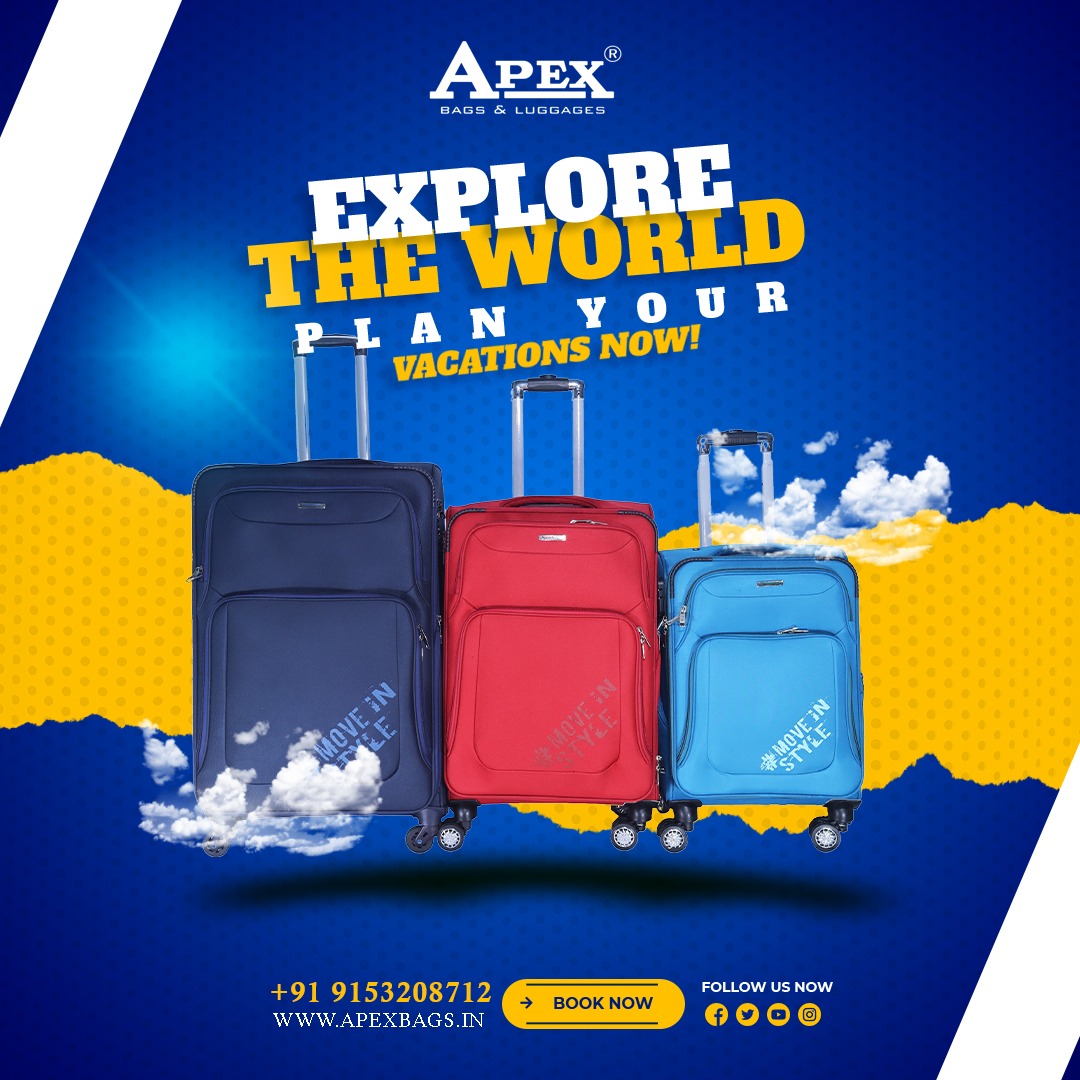 APEX®
BAGS & LUGGAGES
EXPLORE
THE WORLD
PLAN YOUR
VACATIONS NOW!
#MOVE IN
STYLE
#MOVE IN
STYLE
#MOVE IN
STYLE
+91 9153208712
WWW.APEXBAGS.IN
BOOK NOW
FOLLOW US NOW